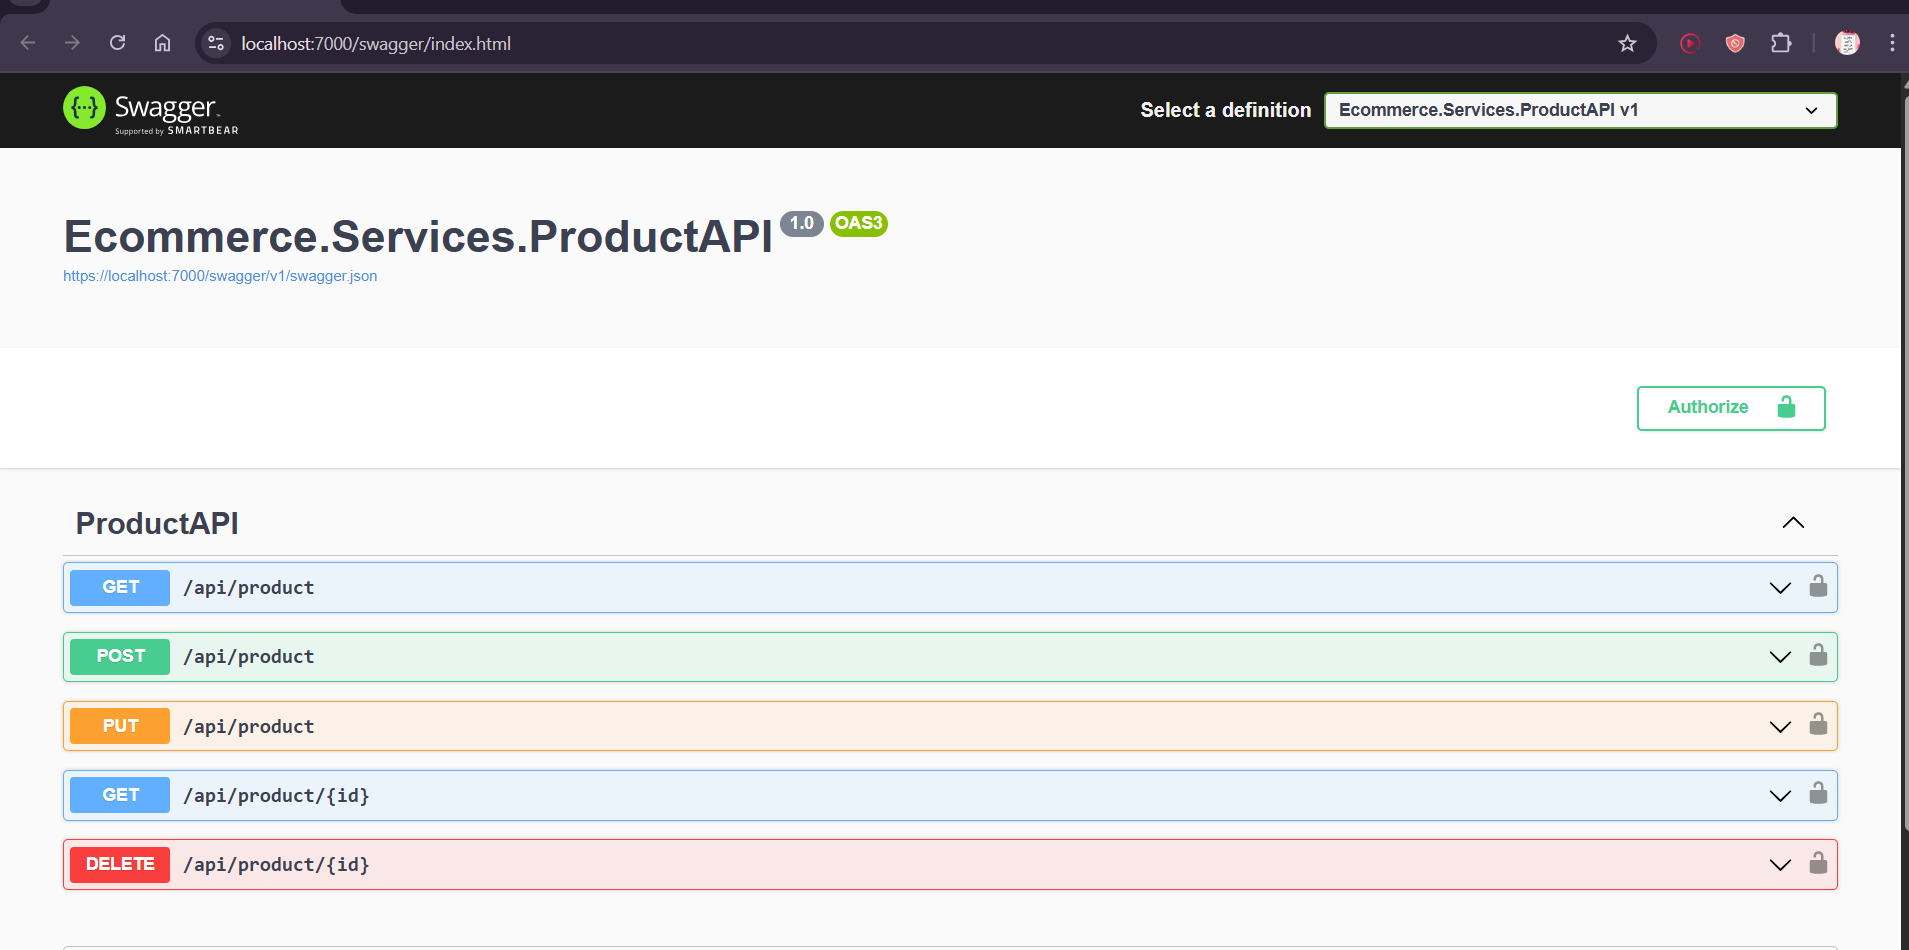 localhost:7000/swagger/index.html
Swagger
Supported by SMARTBEAR
Select a definition
Ecommerce.Services.ProductAPI v1
Ecommerce.Services.ProductAPI 1.0 OAS3
https://localhost:7000/swagger/v1/swagger.json
Authorize
ProductAPI
GET /api/product
POST /api/product
PUT /api/product
GET /api/product/{id}
DELETE /api/product/{id}